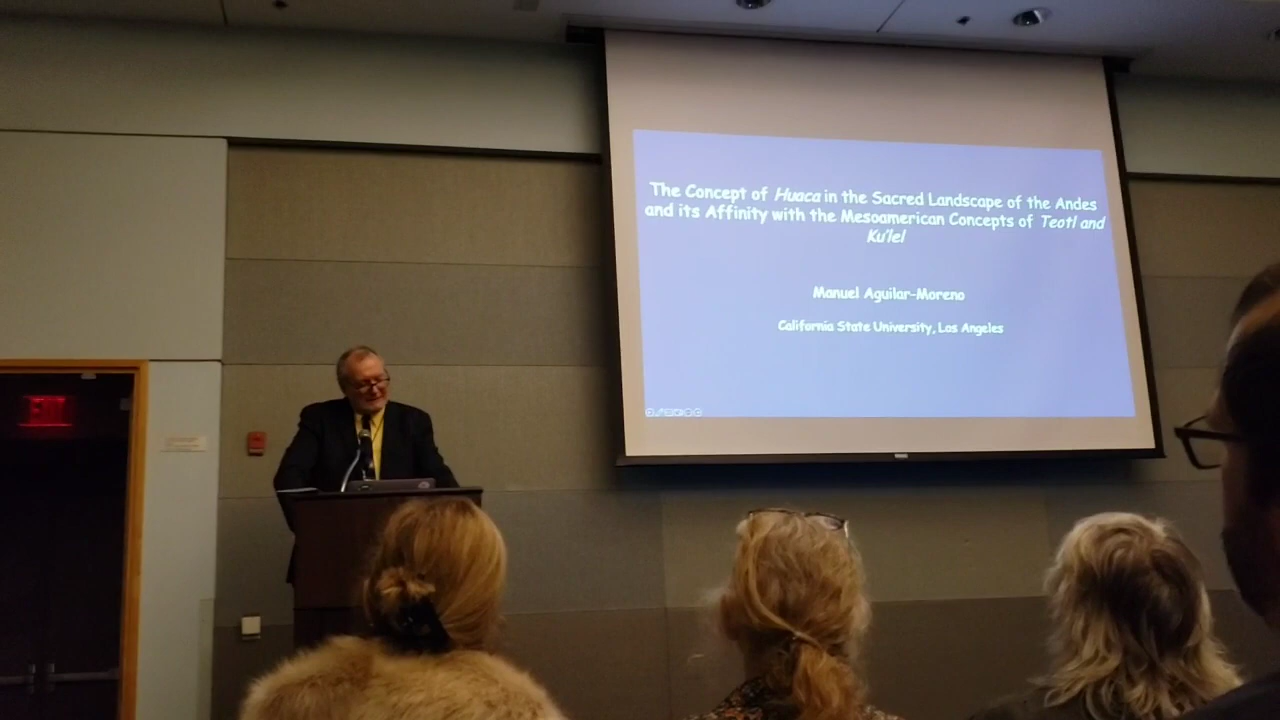 The Concept of Huaca in the Sacred Landscape of the Andes
and its Affinity with the Mesoamerican Concepts of Teotl and
Ku'lel
Manuel Aguilar-Moreno
California State University, Los Angeles